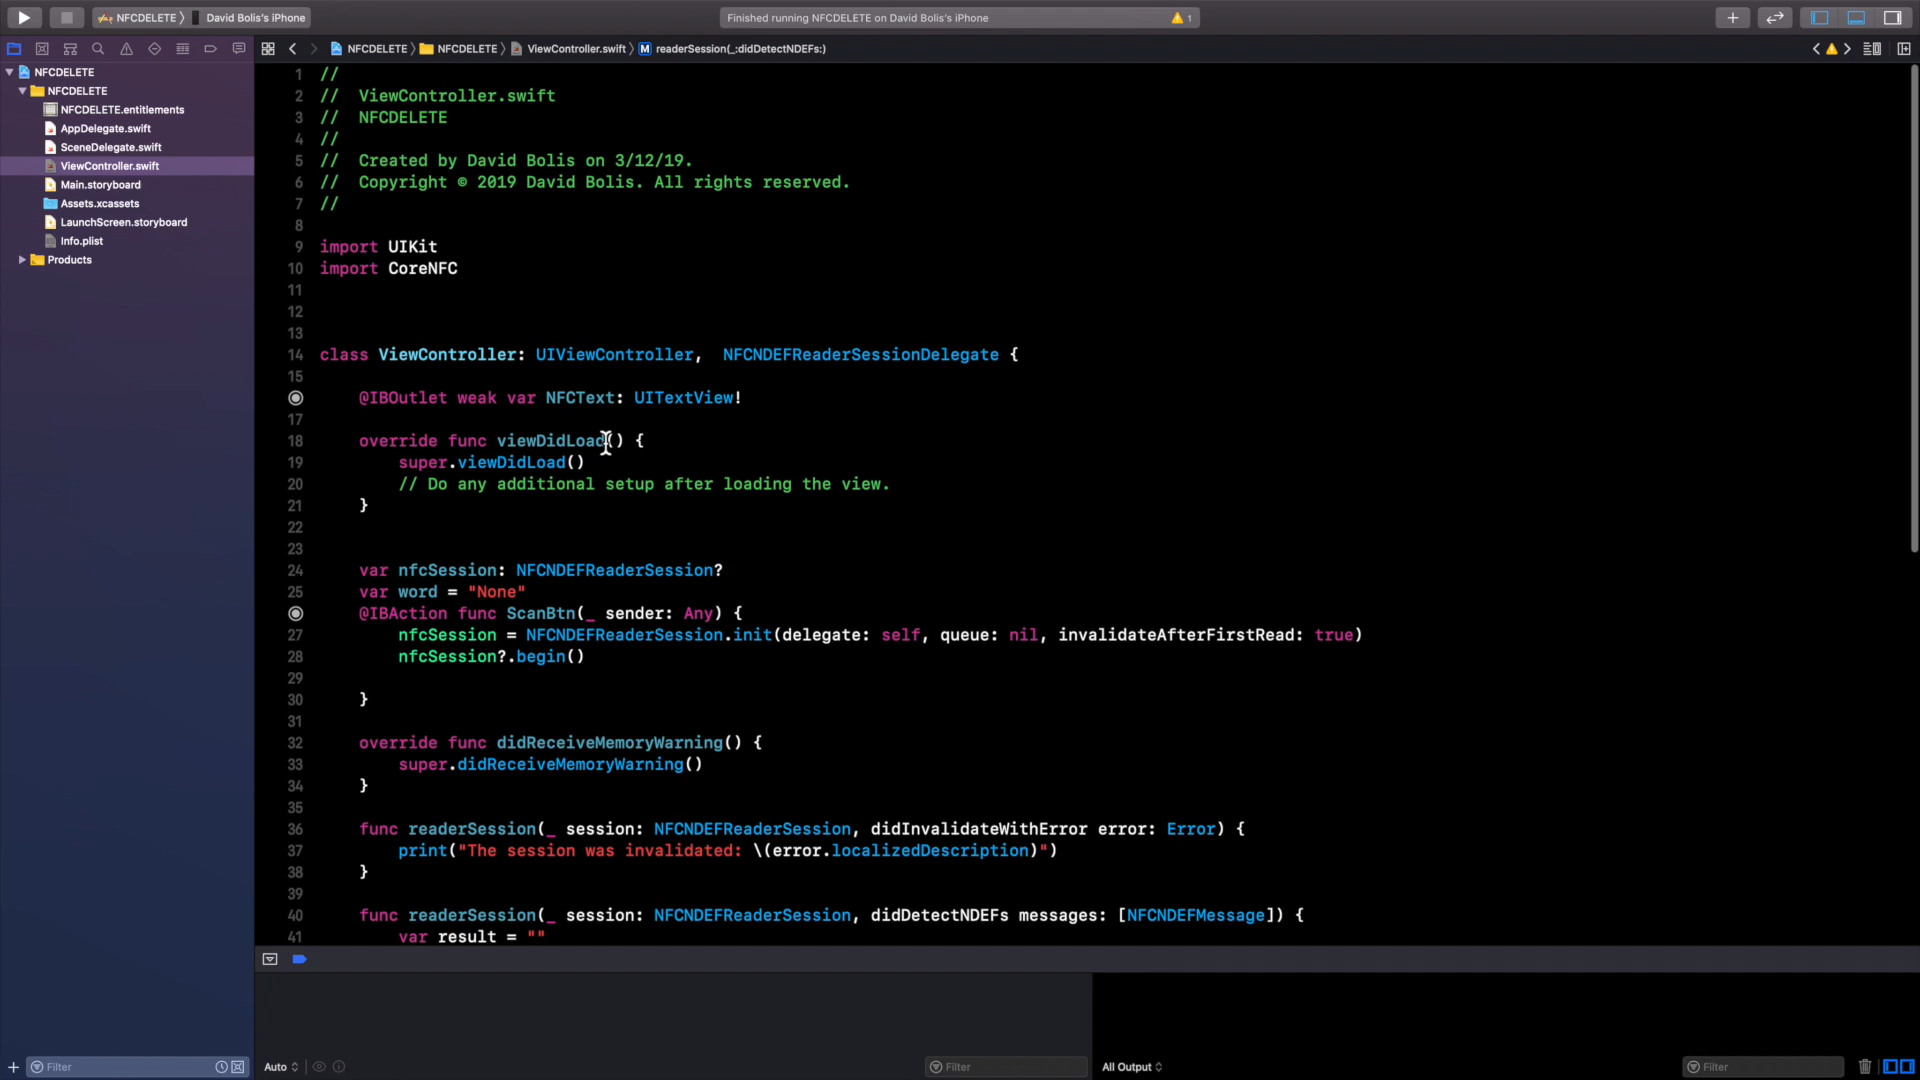 NFCDELETE 〉 David Bolis's iPhone
Finished running NFCDELETE on David Bolis's iPhone 1
NFCDELETE 〉 NFCDELETE 〉 ViewController.swift 〉 M readerSession(_:didDetectNDEFs:)
NFCDELETE
NFCDELETE
NFCDELETE.entitlements
AppDelegate.swift
SceneDelegate.swift
ViewController.swift
Main.storyboard
Assets.xcassets
LaunchScreen.storyboard
Info.plist
Products
1 //
2 //  ViewController.swift
3 //  NFCDELETE
4 //
5 //  Created by David Bolis on 3/12/19.
6 //  Copyright © 2019 David Bolis. All rights reserved.
7 //
8
9 import UIKit
10 import CoreNFC
11
12
13
14 class ViewController: UIViewController,  NFCNDEFReaderSessionDelegate {
15
@IBOutlet weak var NFCText: UITextView!
17
18 override func viewDidLoad() {
19 super.viewDidLoad()
20 // Do any additional setup after loading the view.
21 }
22
23
24 var nfcSession: NFCNDEFReaderSession?
25 var word = "None"
@IBAction func ScanBtn(_ sender: Any) {
27 nfcSession = NFCNDEFReaderSession.init(delegate: self, queue: nil, invalidateAfterFirstRead: true)
28 nfcSession?.begin()
29
30 }
31
32 override func didReceiveMemoryWarning() {
33 super.didReceiveMemoryWarning()
34 }
35
36 func readerSession(_ session: NFCNDEFReaderSession, didInvalidateWithError error: Error) {
37 print("The session was invalidated: \(error.localizedDescription)")
38 }
39
40 func readerSession(_ session: NFCNDEFReaderSession, didDetectNDEFs messages: [NFCNDEFMessage]) {
41 var result = ""
Filter
Auto
Filter
All Output
Filter